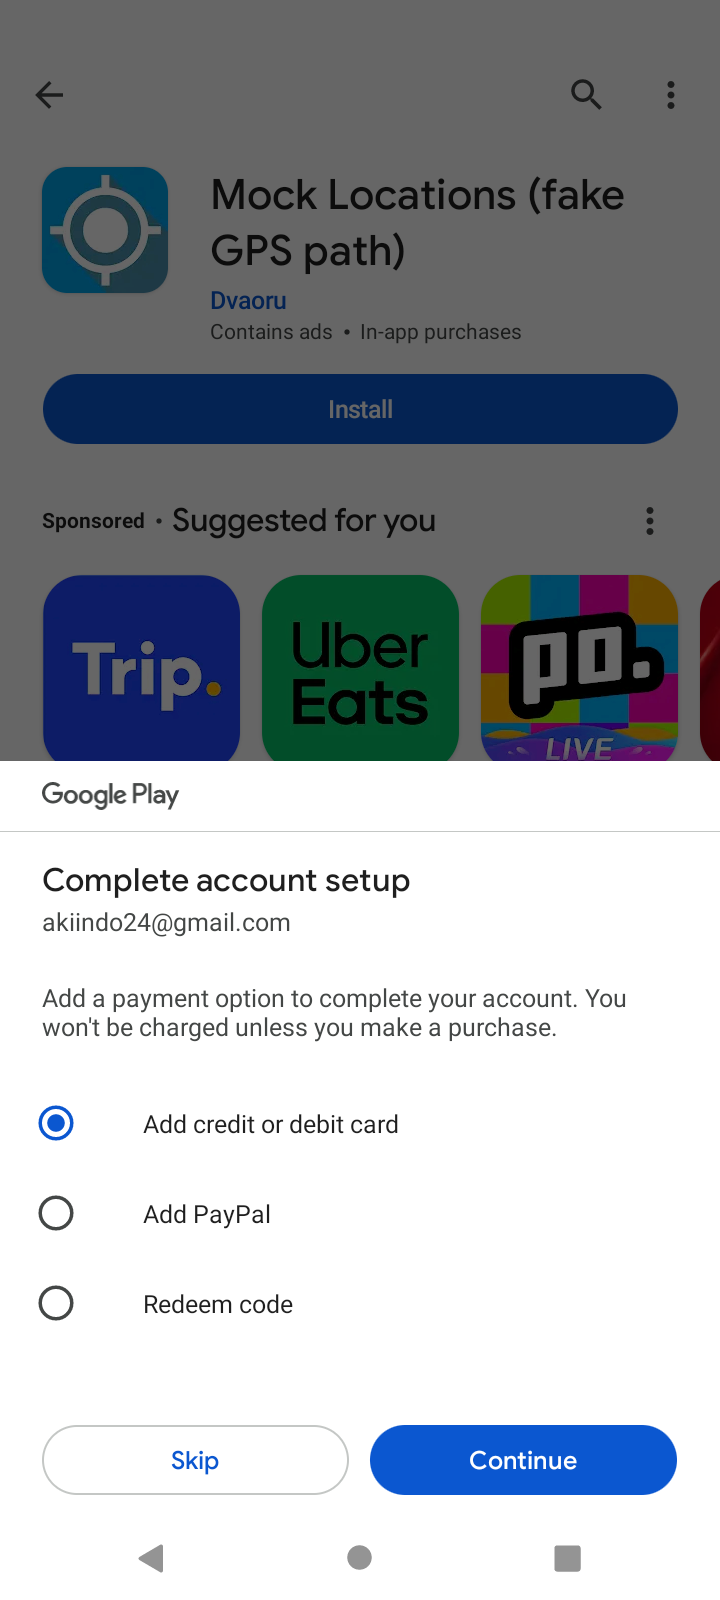 Mock Locations (fake
GPS path)
Dvaoru
Contains ads • In-app purchases
Install
Sponsored • Suggested for you
Trip.
Uber
Eats
po.
LIVE
Google Play
Complete account setup
akiindo24@gmail.com
Add a payment option to complete your account. You
won't be charged unless you make a purchase.
Add credit or debit card
Add PayPal
Redeem code
Skip
Continue